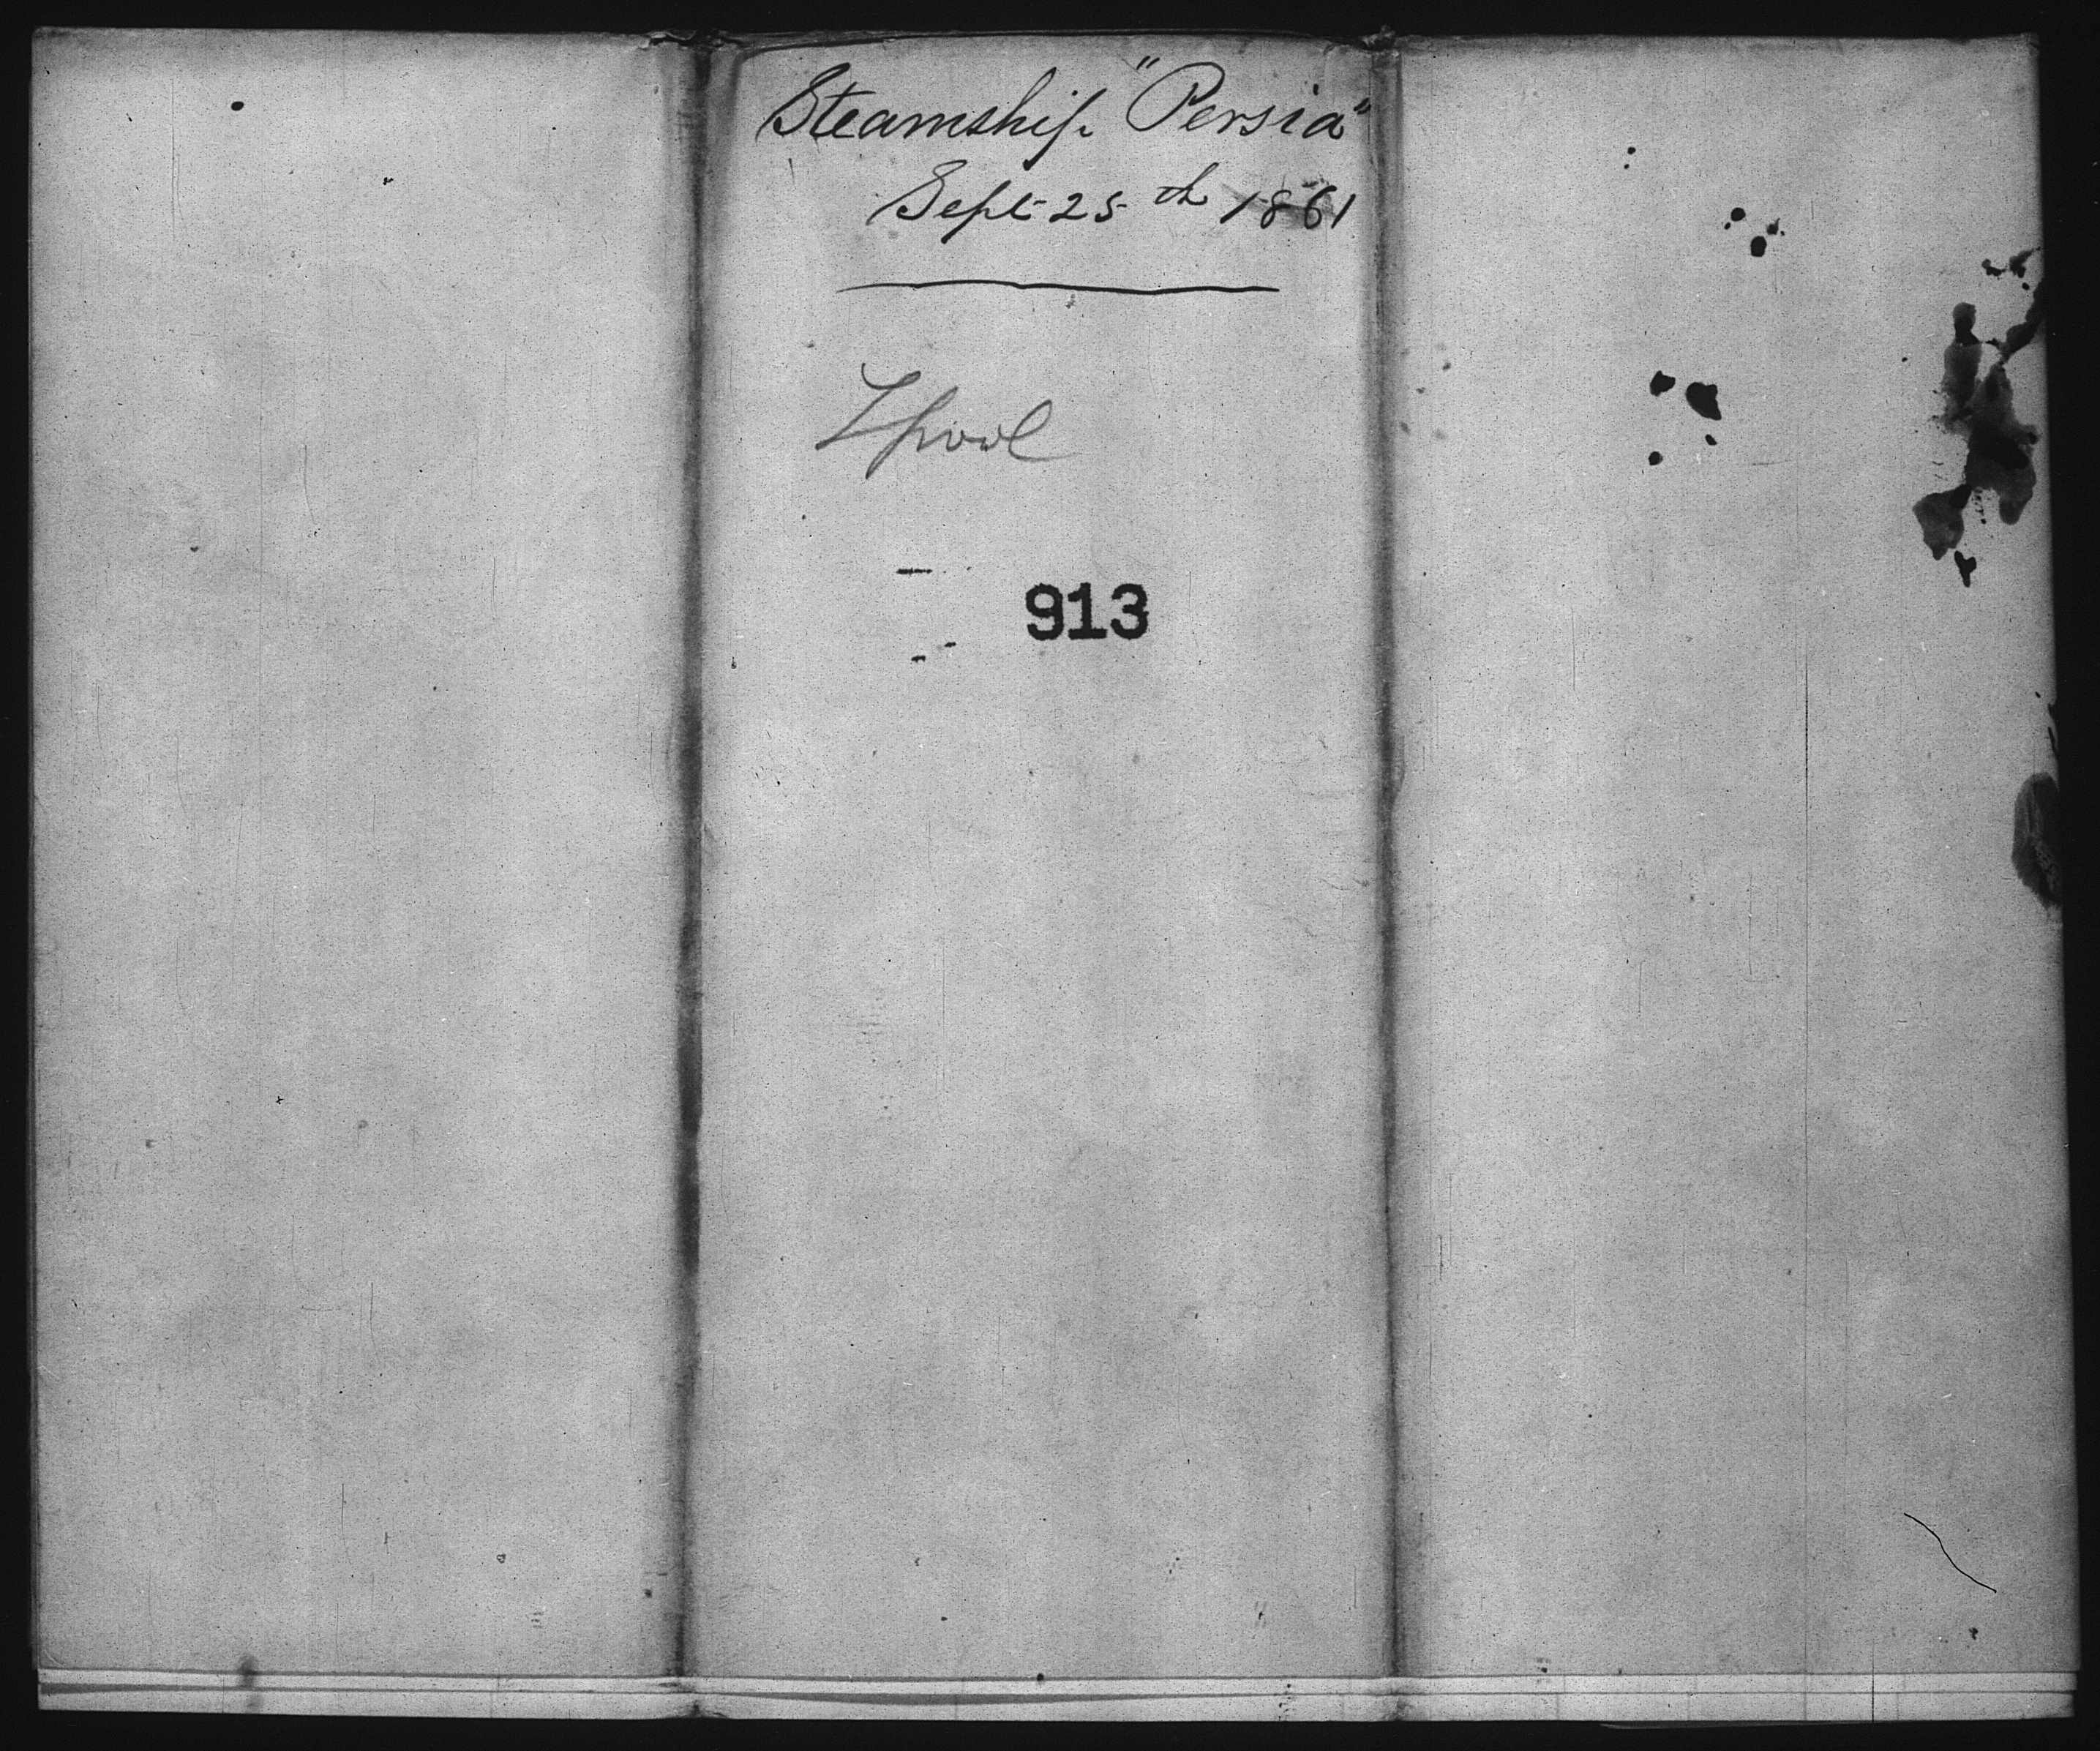 Steamship "Persia"
Sept 25th 1861
Lpool
913